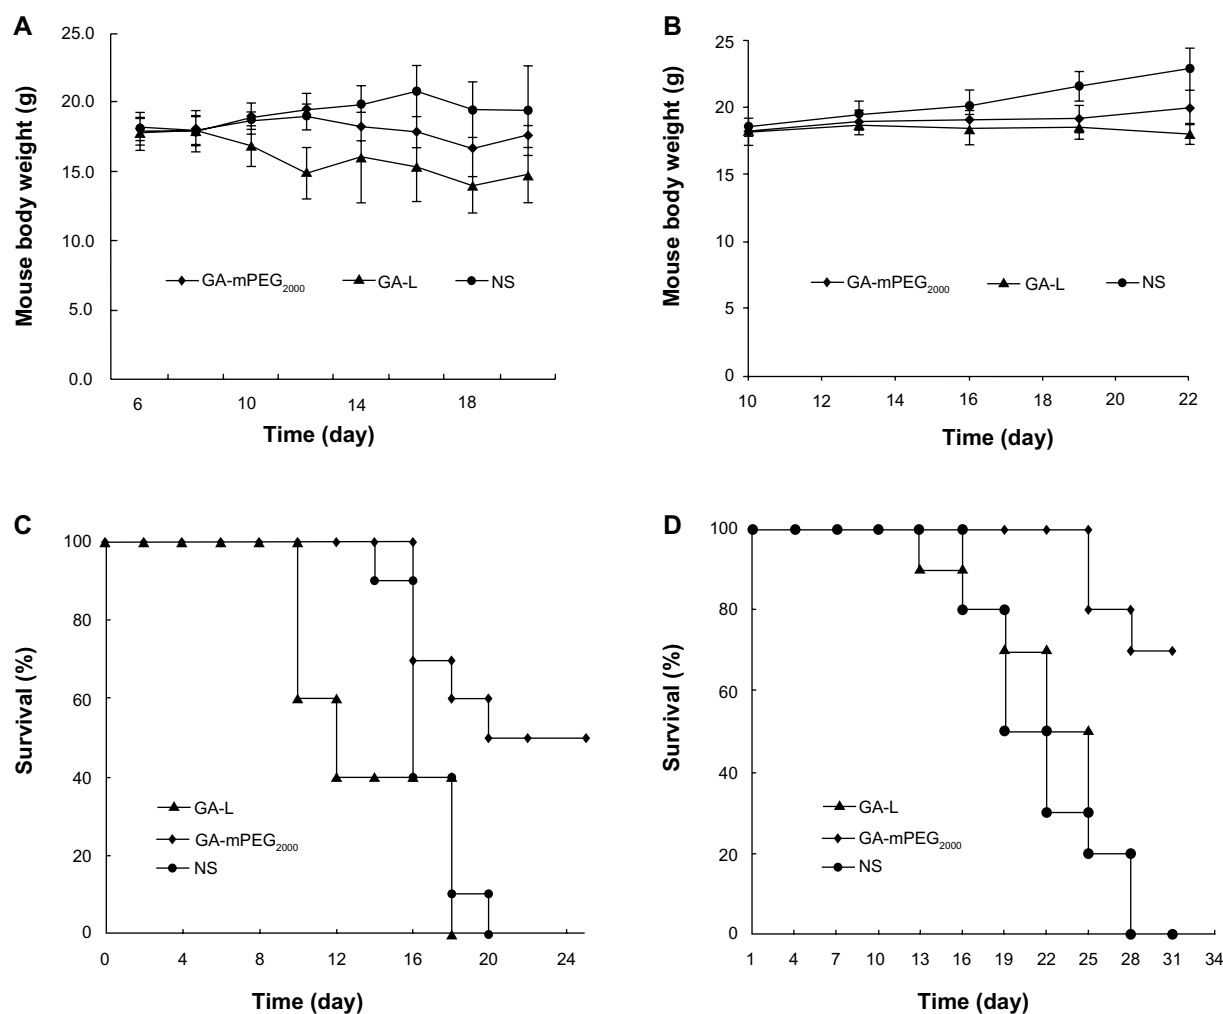 A
Mouse body weight (g)
25.0
20.0
15.0
10.0
5.0
0.0
GA-mPEG2000 GA-L NS
6 10 14 18
Time (day)
B
Mouse body weight (g)
25
20
15
10
5
0
GA-mPEG2000 GA-L NS
10 12 14 16 18 20 22
Time (day)
C
Survival (%)
100
80
60
40
20
0
GA-L
GA-mPEG2000
NS
0 4 8 12 16 20 24
Time (day)
D
Survival (%)
100
80
60
40
20
0
GA-L
GA-mPEG2000
NS
1 4 7 10 13 16 19 22 25 28 31 34
Time (day)